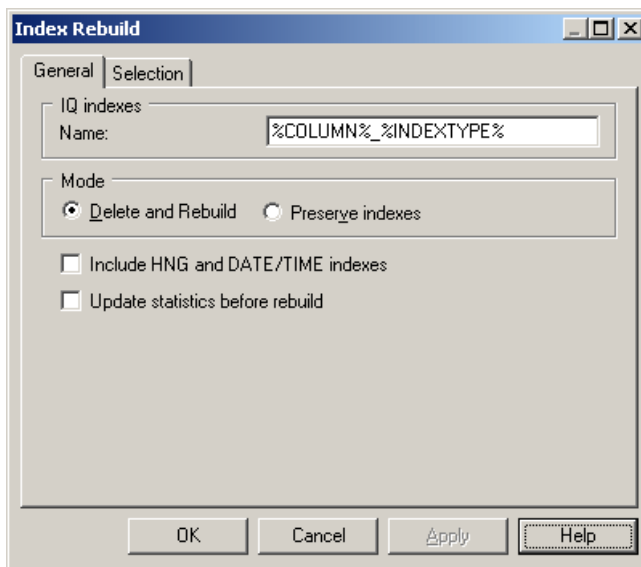 Index Rebuild
General Selection
IQ indexes
Name: %COLUMN%_%INDEXTYPE%
Mode
Delete and Rebuild Preserve indexes
Include HNG and DATE/TIME indexes
Update statistics before rebuild
OK Cancel Apply Help